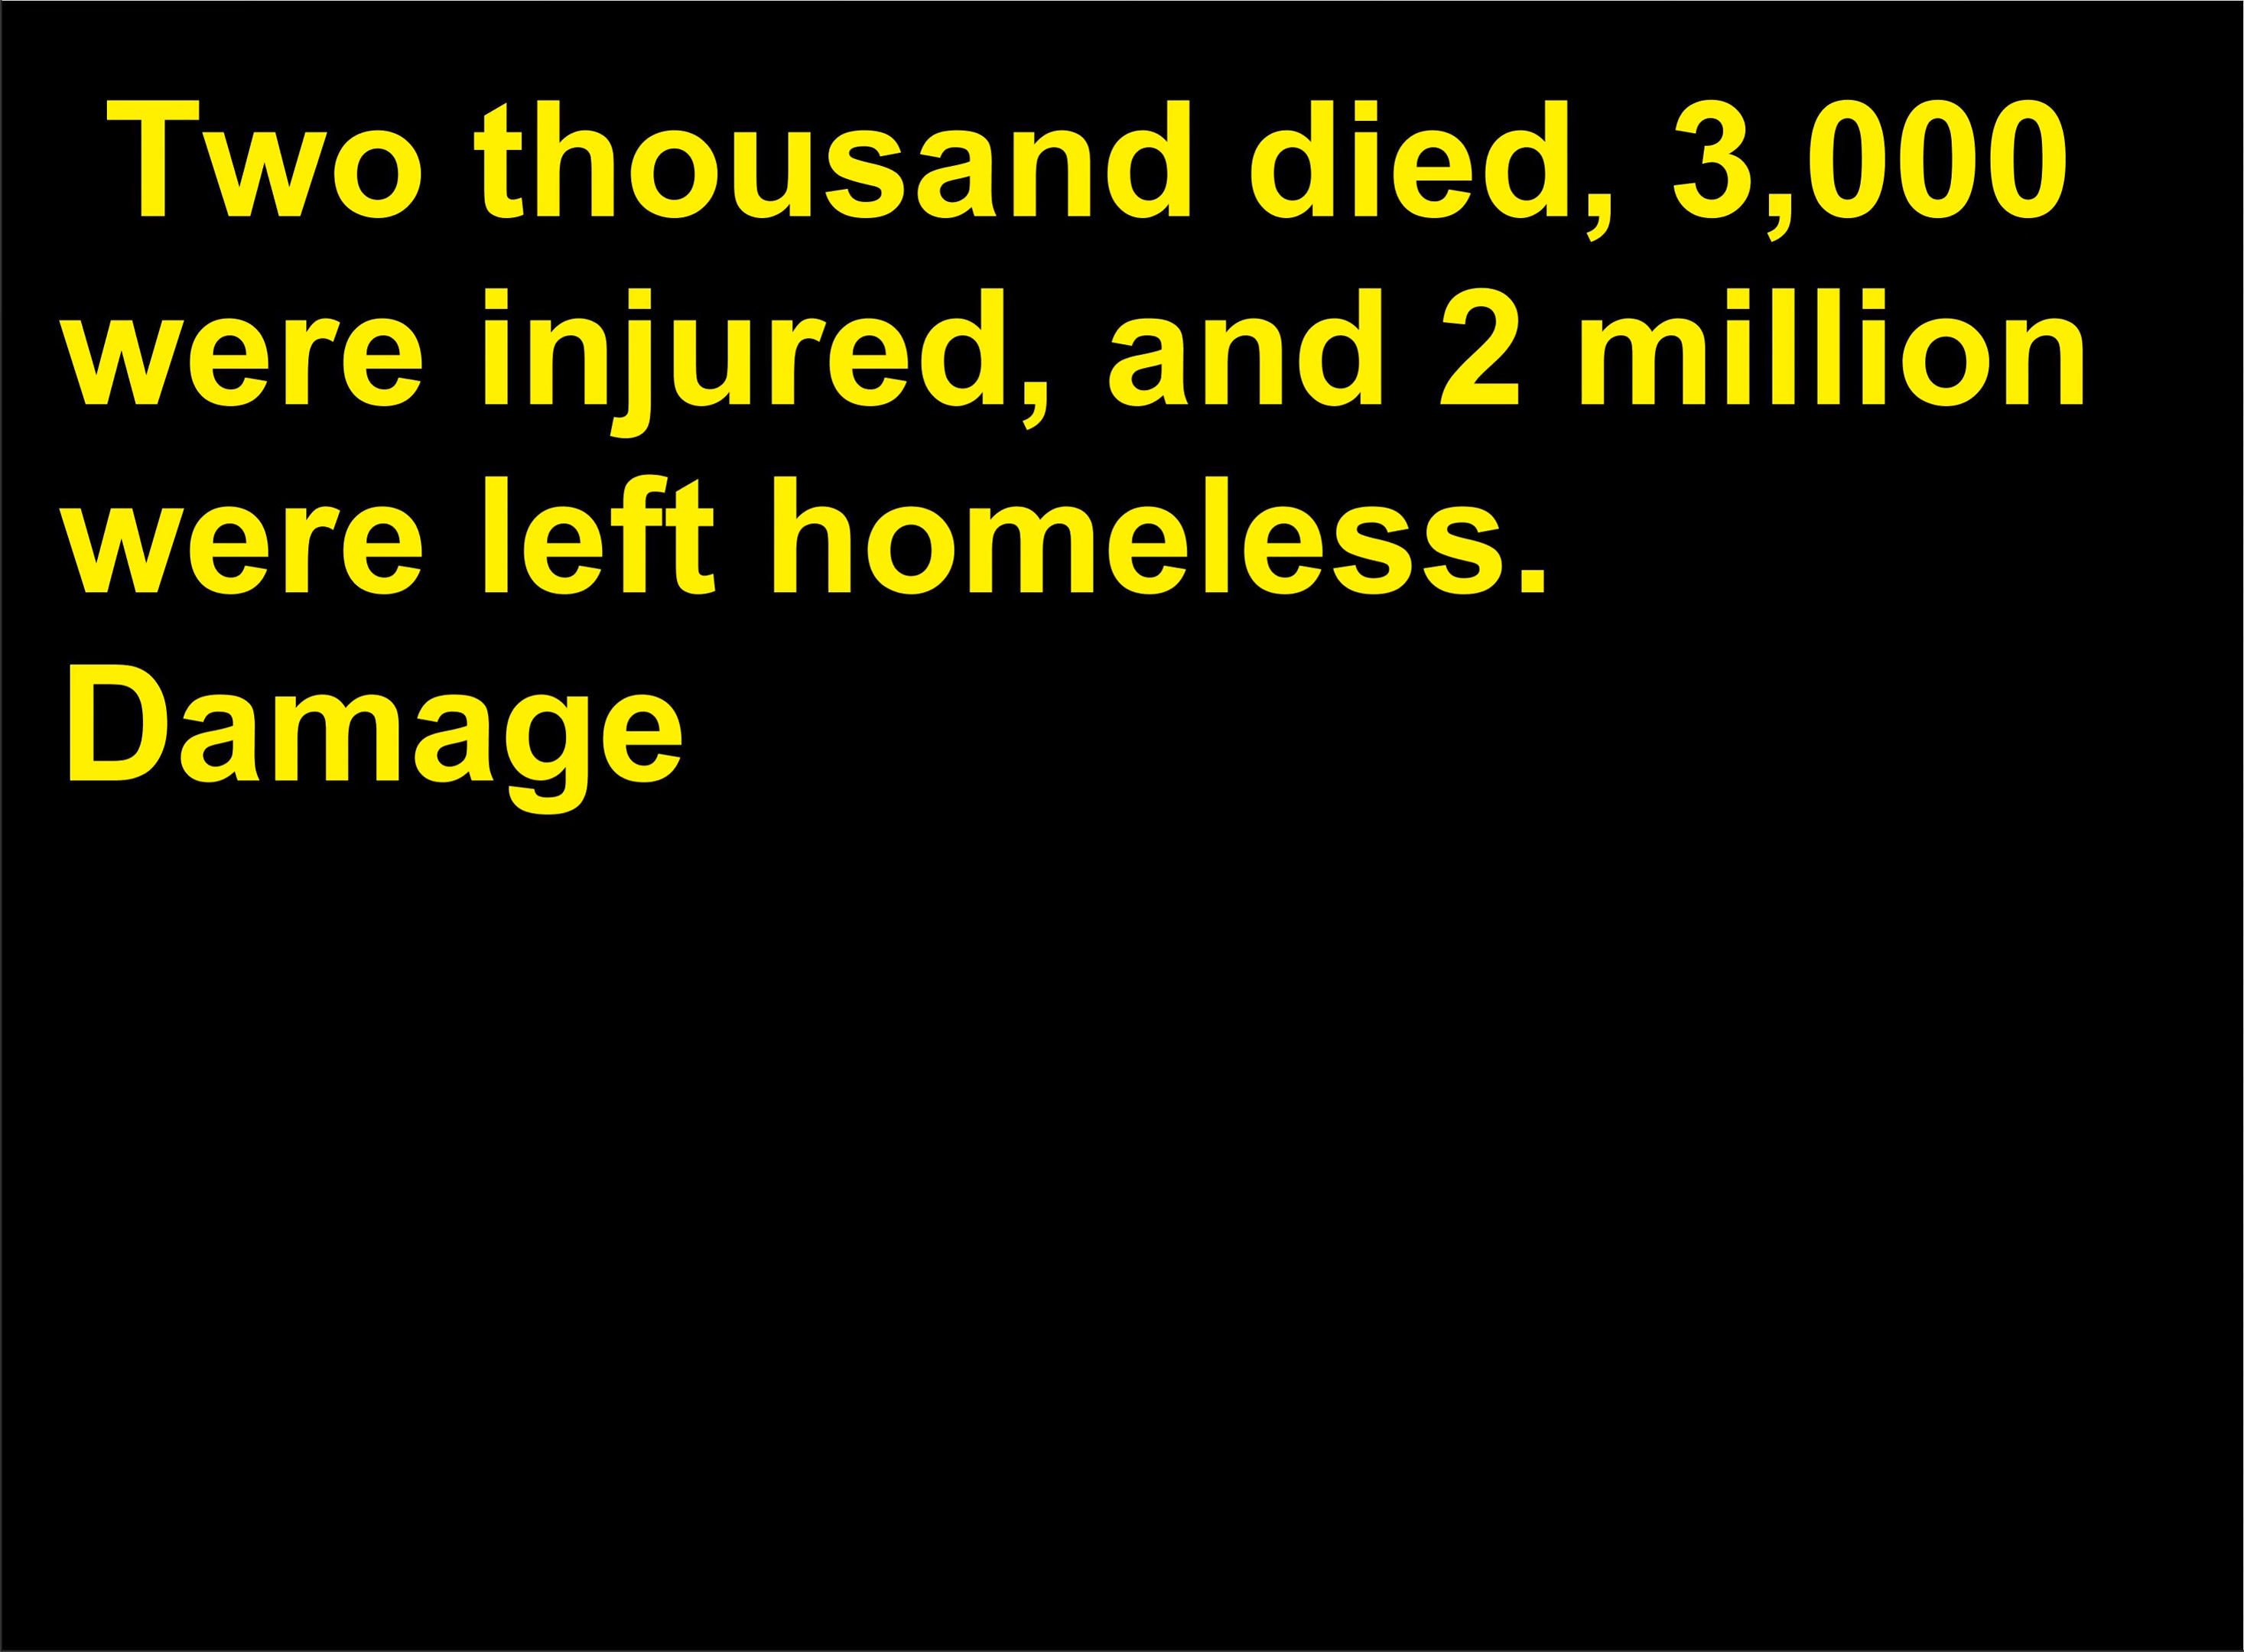 Two thousand died, 3,000
were injured, and 2 million
were left homeless.
Damage